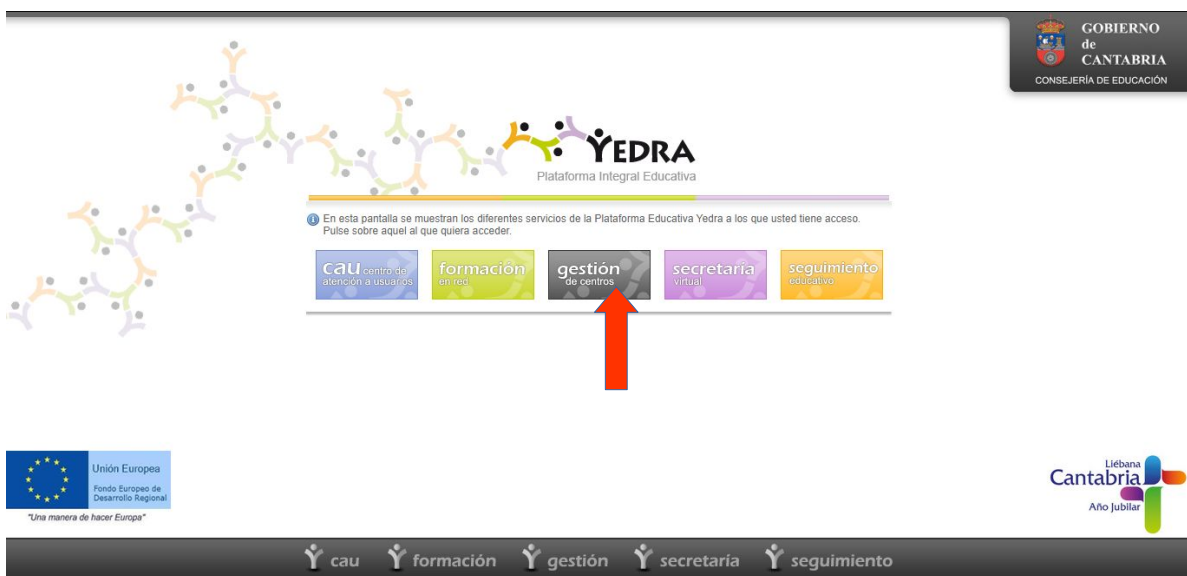 GOBIERNO
de
CANTABRIA
CONSEJERÍA DE EDUCACIÓN
YEDRA
Plataforma Integral Educativa
En esta pantalla se muestran los diferentes servicios de la Plataforma Educativa Yedra a los que usted tiene acceso.
Pulse sobre aquel al que quiera acceder.
cau centro de
atención a usuarios
formación
en red
gestión
de centros
secretaría
virtual
seguimiento
educativo
Unión Europea
Fondo Europeo de
Desarrollo Regional
"Una manera de hacer Europa"
Liébana
Cantabria
Año Jubilar
cau formación gestión secretaría seguimiento